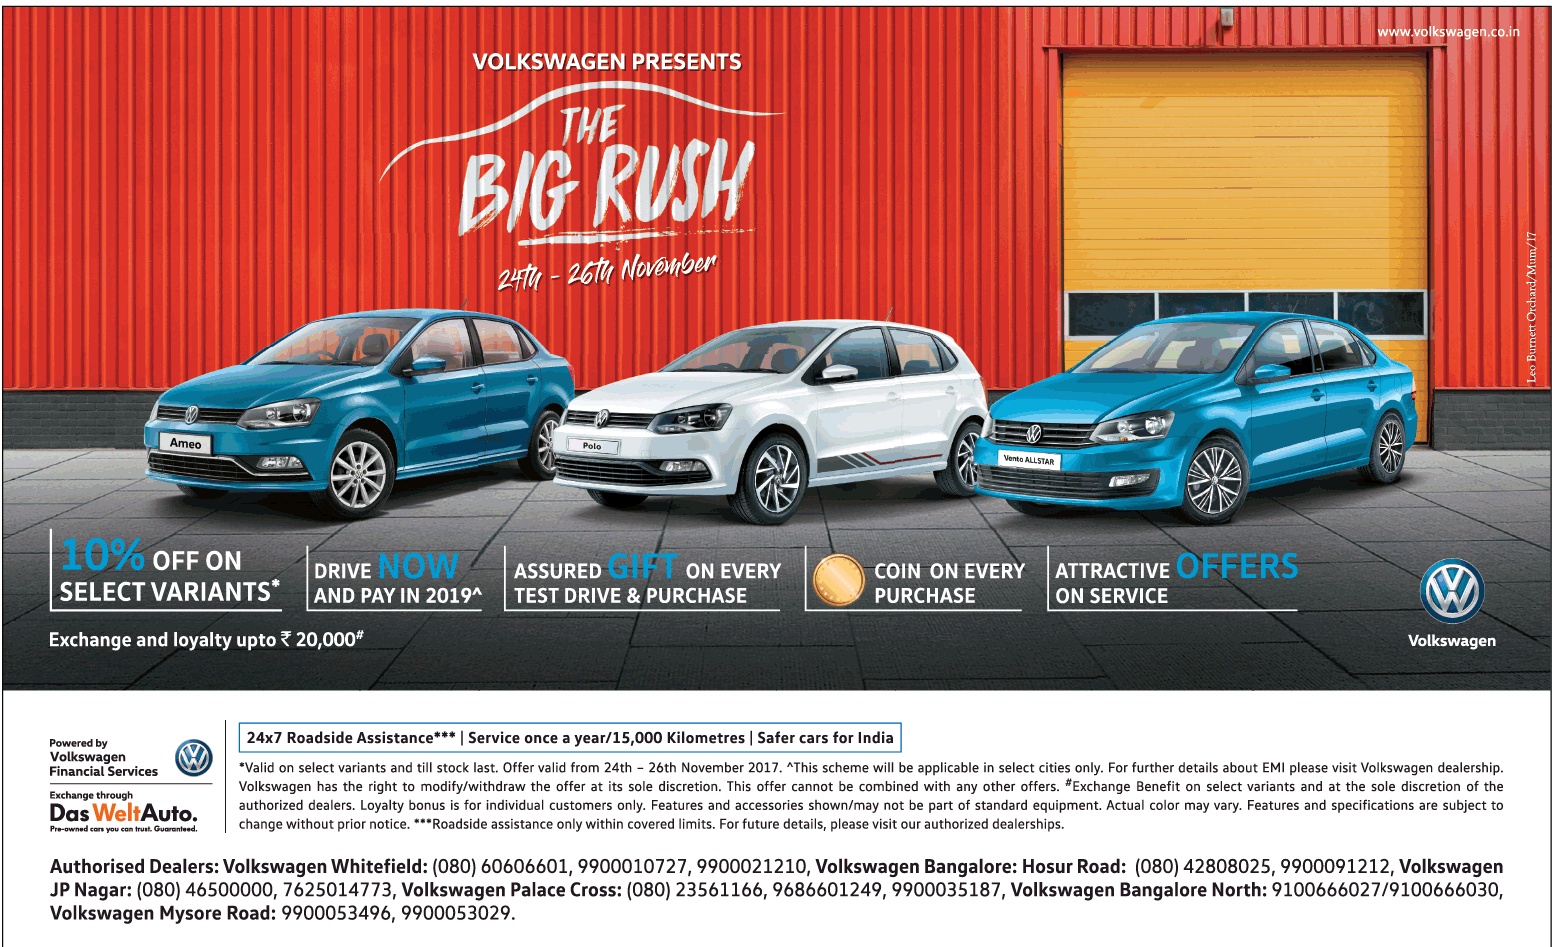 www.volkswagen.co.in
VOLKSWAGEN PRESENTS
THE
BIG RUSH
24th - 26th November
Leo Burnett Orchard/Mum/17
Ameo
Polo
Vento ALLSTAR
10% OFF ON
SELECT VARIANTS*
DRIVE NOW
AND PAY IN 2019^
ASSURED GIFT ON EVERY
TEST DRIVE & PURCHASE
COIN ON EVERY
PURCHASE
ATTRACTIVE OFFERS
ON SERVICE
Exchange and loyalty upto ₹ 20,000#
Volkswagen
Powered by
Volkswagen
Financial Services
Exchange through
Das WeltAuto.
Pre-owned cars you can trust. Guaranteed.
24x7 Roadside Assistance*** | Service once a year/15,000 Kilometres | Safer cars for India
*Valid on select variants and till stock last. Offer valid from 24th – 26th November 2017. ^This scheme will be applicable in select cities only. For further details about EMI please visit Volkswagen dealership.
Volkswagen has the right to modify/withdraw the offer at its sole discretion. This offer cannot be combined with any other offers. #Exchange Benefit on select variants and at the sole discretion of the
authorized dealers. Loyalty bonus is for individual customers only. Features and accessories shown/may not be part of standard equipment. Actual color may vary. Features and specifications are subject to
change without prior notice. ***Roadside assistance only within covered limits. For future details, please visit our authorized dealerships.
Authorised Dealers: Volkswagen Whitefield: (080) 60606601, 9900010727, 9900021210, Volkswagen Bangalore: Hosur Road: (080) 42808025, 9900091212, Volkswagen
JP Nagar: (080) 46500000, 7625014773, Volkswagen Palace Cross: (080) 23561166, 9686601249, 9900035187, Volkswagen Bangalore North: 9100666027/9100666030,
Volkswagen Mysore Road: 9900053496, 9900053029.